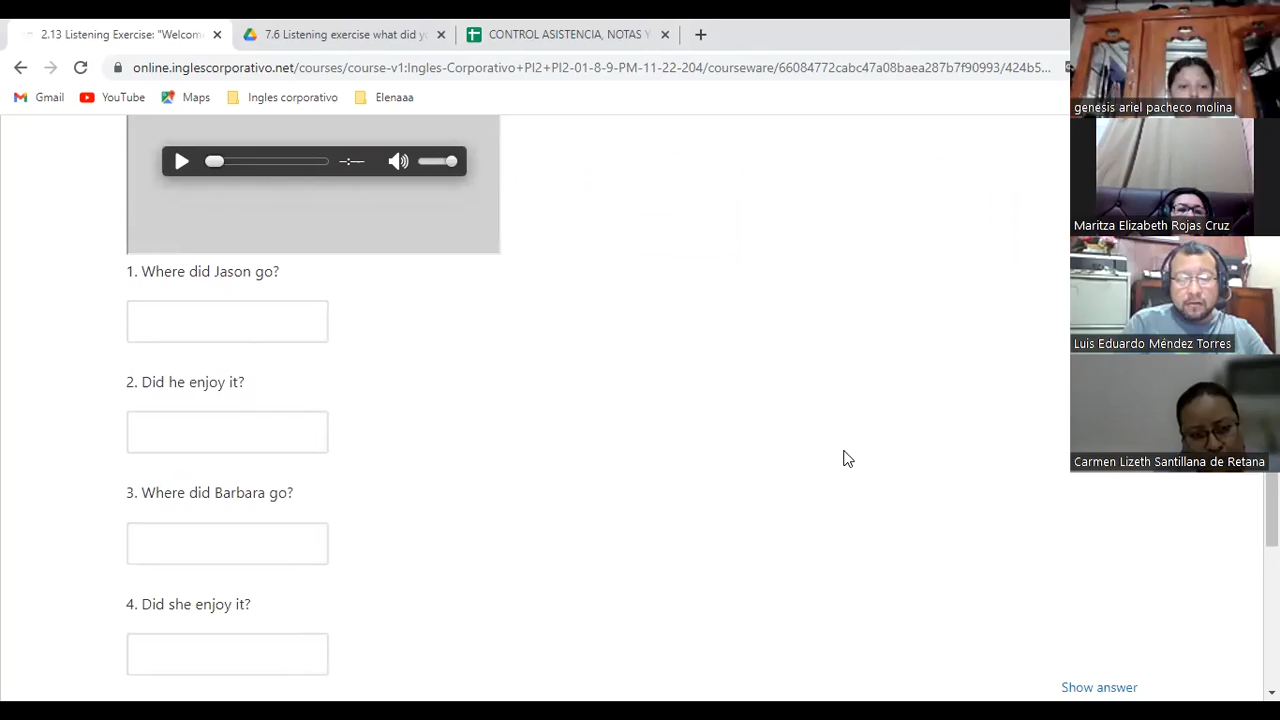 2.13 Listening Exercise: "Welcom
7.6 Listening exercise what did yo
CONTROL ASISTENCIA, NOTAS Y
online.inglescorporativo.net/courses/course-v1:Ingles-Corporativo+PI2+PI2-01-8-9-PM-11-22-204/courseware/66084772cabc47a08baea287b7f90993/424b5...
Gmail
YouTube
Maps
Ingles corporativo
Elenaaa
1. Where did Jason go?
2. Did he enjoy it?
3. Where did Barbara go?
4. Did she enjoy it?
Show answer
genesis ariel pacheco molina
Maritza Elizabeth Rojas Cruz
Luis Eduardo Méndez Torres
Carmen Lizeth Santillana de Retana